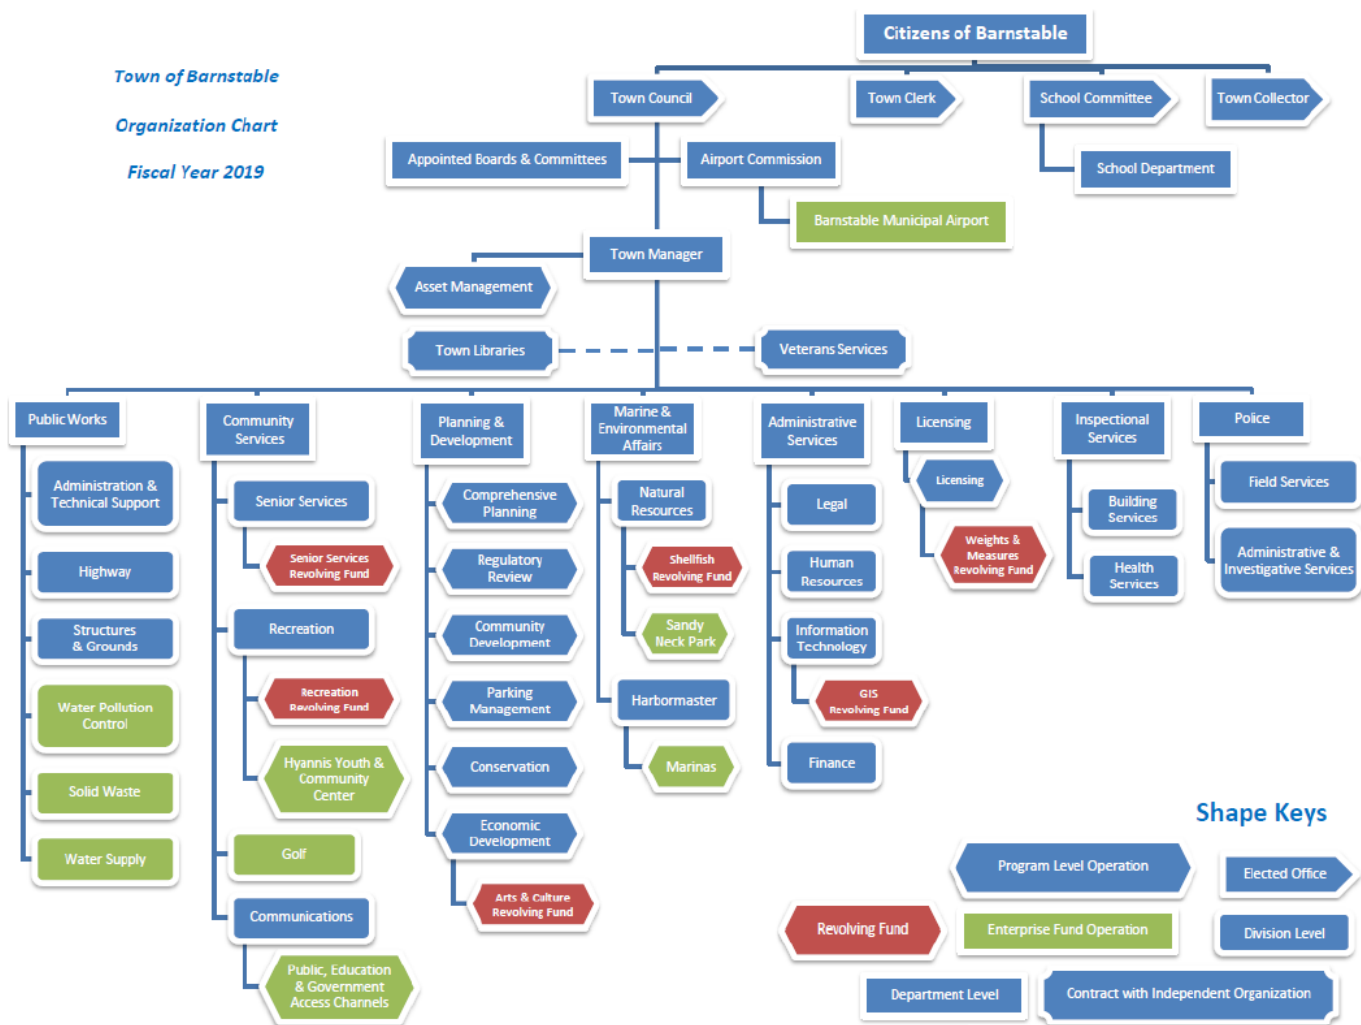 Citizens of Barnstable
Town of Barnstable
Organization Chart
Fiscal Year 2019
Town Council
Town Clerk
School Committee
Town Collector
Appointed Boards & Committees
Airport Commission
School Department
Barnstable Municipal Airport
Town Manager
Asset Management
Town Libraries
Veterans Services
Public Works
Administration &
Technical Support
Highway
Structures
& Grounds
Water Pollution
Control
Solid Waste
Water Supply
Community
Services
Senior Services
Senior Services
Revolving Fund
Recreation
Recreation
Revolving Fund
Hyannis Youth &
Community
Center
Golf
Communications
Public, Education
& Government
Access Channels
Planning &
Development
Comprehensive
Planning
Regulatory
Review
Community
Development
Parking
Management
Conservation
Economic
Development
Arts & Culture
Revolving Fund
Marine &
Environmental
Affairs
Natural
Resources
Shellfish
Revolving Fund
Sandy
Neck Park
Harbormaster
Marinas
Administrative
Services
Legal
Human
Resources
Information
Technology
GIS
Revolving Fund
Finance
Licensing
Licensing
Weights &
Measures
Revolving Fund
Inspectional
Services
Building
Services
Health
Services
Police
Field Services
Administrative &
Investigative Services
Shape Keys
Program Level Operation
Elected Office
Revolving Fund
Enterprise Fund Operation
Division Level
Department Level
Contract with Independent Organization